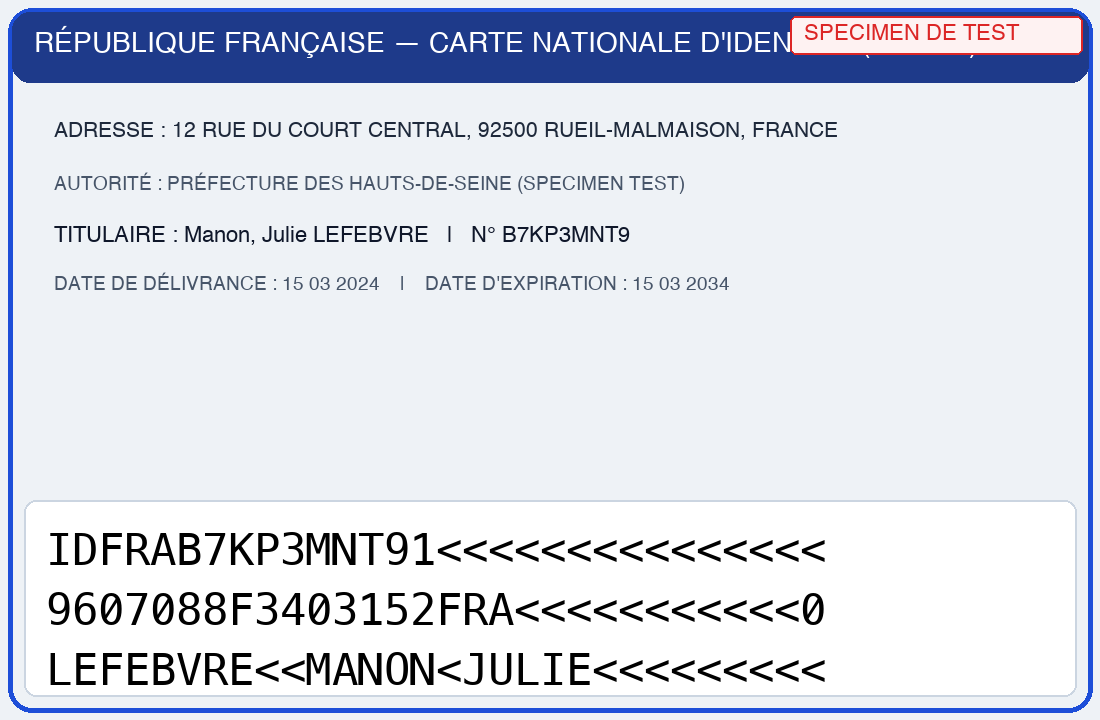 RÉPUBLIQUE FRANÇAISE — CARTE NATIONALE
SPECIMEN DE TEST
ADRESSE : 12 RUE DU COURT CENTRAL, 92500 RUEIL-MALMAISON, FRANCE
AUTORITÉ : PRÉFECTURE DES HAUTS-DE-SEINE (SPECIMEN TEST)
TITULAIRE : Manon, Julie LEFEBVRE | N° B7KP3MNT9
DATE DE DÉLIVRANCE : 15 03 2024 | DATE D'EXPIRATION : 15 03 2034
IDFRAB7KP3MNT91<<<<<<<<<<<<<<<
9607088F3403152FRA<<<<<<<<<<<0
LEFEBVRE<<MANON<JULIE<<<<<<<<<